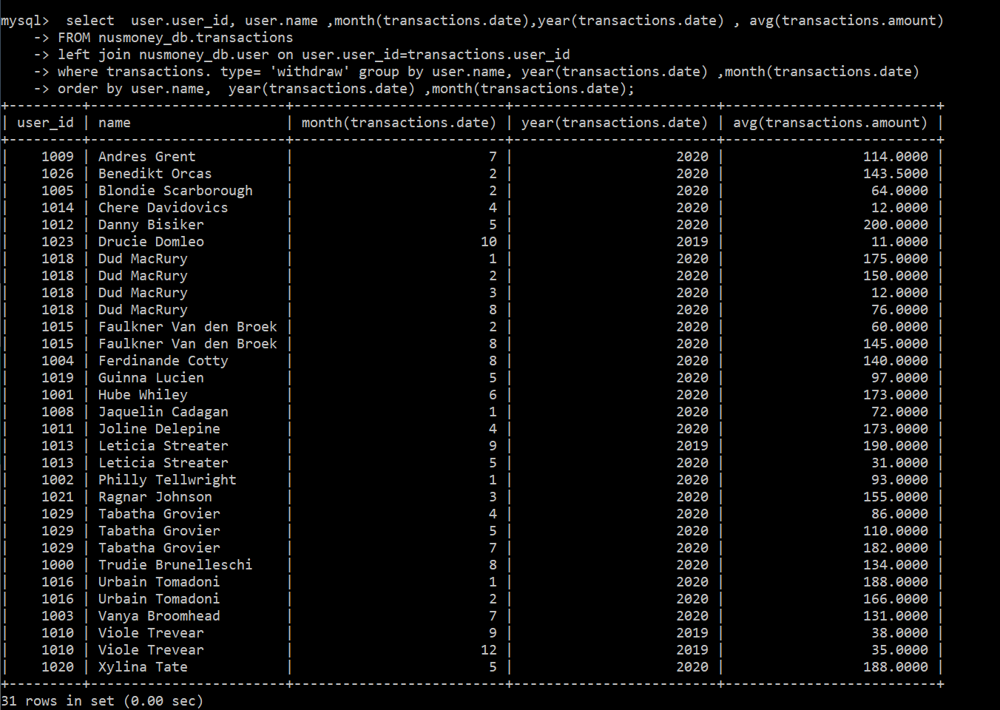 mysql>  select  user.user_id, user.name ,month(transactions.date),year(transactions.date) , avg(transactions.amount)
    -> FROM nusmoney_db.transactions
    -> left join nusmoney_db.user on user.user_id=transactions.user_id
    -> where transactions. type= 'withdraw' group by user.name, year(transactions.date) ,month(transactions.date)
    -> order by user.name,  year(transactions.date) ,month(transactions.date);
+---------+------------------------+--------------------------+-------------------------+--------------------------+
| user_id | name                   | month(transactions.date) | year(transactions.date) | avg(transactions.amount) |
+---------+------------------------+--------------------------+-------------------------+--------------------------+
|    1009 | Andres Grent           |                        7 |                    2020 |                 114.0000 |
|    1026 | Benedikt Orcas         |                        2 |                    2020 |                 143.5000 |
|    1005 | Blondie Scarborough    |                        2 |                    2020 |                  64.0000 |
|    1014 | Chere Davidovics       |                        4 |                    2020 |                  12.0000 |
|    1012 | Danny Bisiker          |                        5 |                    2020 |                 200.0000 |
|    1023 | Drucie Domleo          |                       10 |                    2019 |                  11.0000 |
|    1018 | Dud MacRury            |                        1 |                    2020 |                 175.0000 |
|    1018 | Dud MacRury            |                        2 |                    2020 |                 150.0000 |
|    1018 | Dud MacRury            |                        3 |                    2020 |                  12.0000 |
|    1018 | Dud MacRury            |                        8 |                    2020 |                  76.0000 |
|    1015 | Faulkner Van den Broek |                        2 |                    2020 |                  60.0000 |
|    1015 | Faulkner Van den Broek |                        8 |                    2020 |                 145.0000 |
|    1004 | Ferdinande Cotty       |                        8 |                    2020 |                 140.0000 |
|    1019 | Guinna Lucien          |                        5 |                    2020 |                  97.0000 |
|    1001 | Hube Whiley            |                        6 |                    2020 |                 173.0000 |
|    1008 | Jaquelin Cadagan       |                        1 |                    2020 |                  72.0000 |
|    1011 | Joline Delepine        |                        4 |                    2020 |                 173.0000 |
|    1013 | Leticia Streater       |                        9 |                    2019 |                 190.0000 |
|    1013 | Leticia Streater       |                        5 |                    2020 |                  31.0000 |
|    1002 | Philly Tellwright      |                        1 |                    2020 |                  93.0000 |
|    1021 | Ragnar Johnson         |                        3 |                    2020 |                 155.0000 |
|    1029 | Tabatha Grovier        |                        4 |                    2020 |                  86.0000 |
|    1029 | Tabatha Grovier        |                        5 |                    2020 |                 110.0000 |
|    1029 | Tabatha Grovier        |                        7 |                    2020 |                 182.0000 |
|    1000 | Trudie Brunelleschi    |                        8 |                    2020 |                 134.0000 |
|    1016 | Urbain Tomadoni        |                        1 |                    2020 |                 188.0000 |
|    1016 | Urbain Tomadoni        |                        2 |                    2020 |                 166.0000 |
|    1003 | Vanya Broomhead        |                        7 |                    2020 |                 131.0000 |
|    1010 | Viole Trevear          |                        9 |                    2019 |                  38.0000 |
|    1010 | Viole Trevear          |                       12 |                    2019 |                  35.0000 |
|    1020 | Xylina Tate            |                        5 |                    2020 |                 188.0000 |
+---------+------------------------+--------------------------+-------------------------+--------------------------+
31 rows in set (0.00 sec)